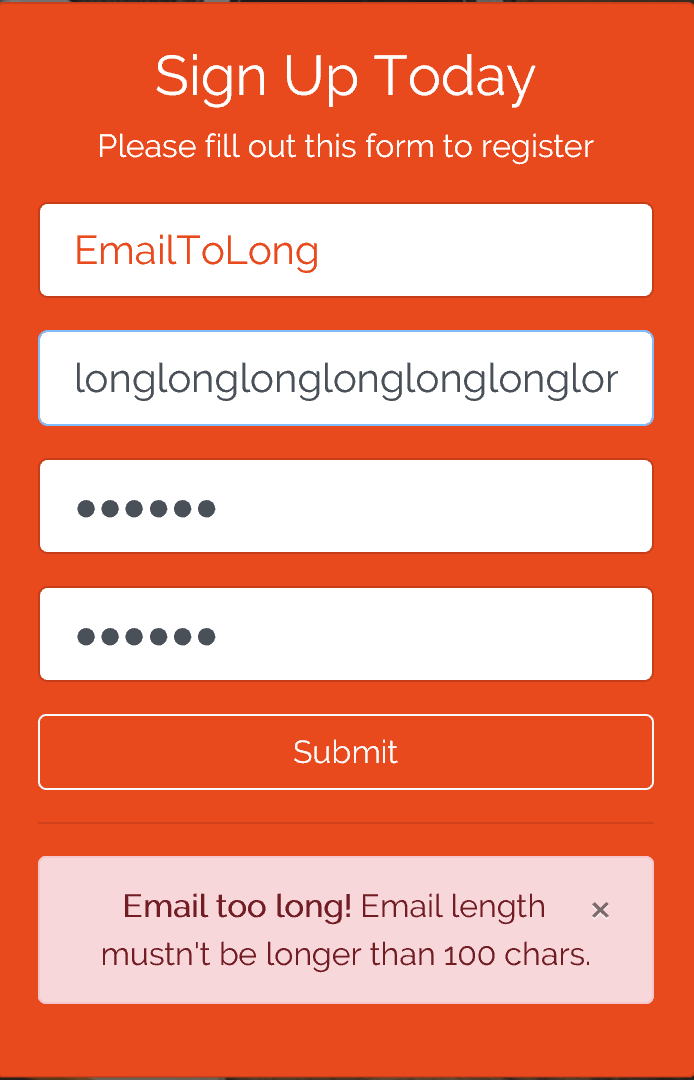 Sign Up Today
Please fill out this form to register
EmailToLong
longlonglonglonglonglonglor
••••••
••••••
Submit
Email too long! Email length ×
mustn't be longer than 100 chars.